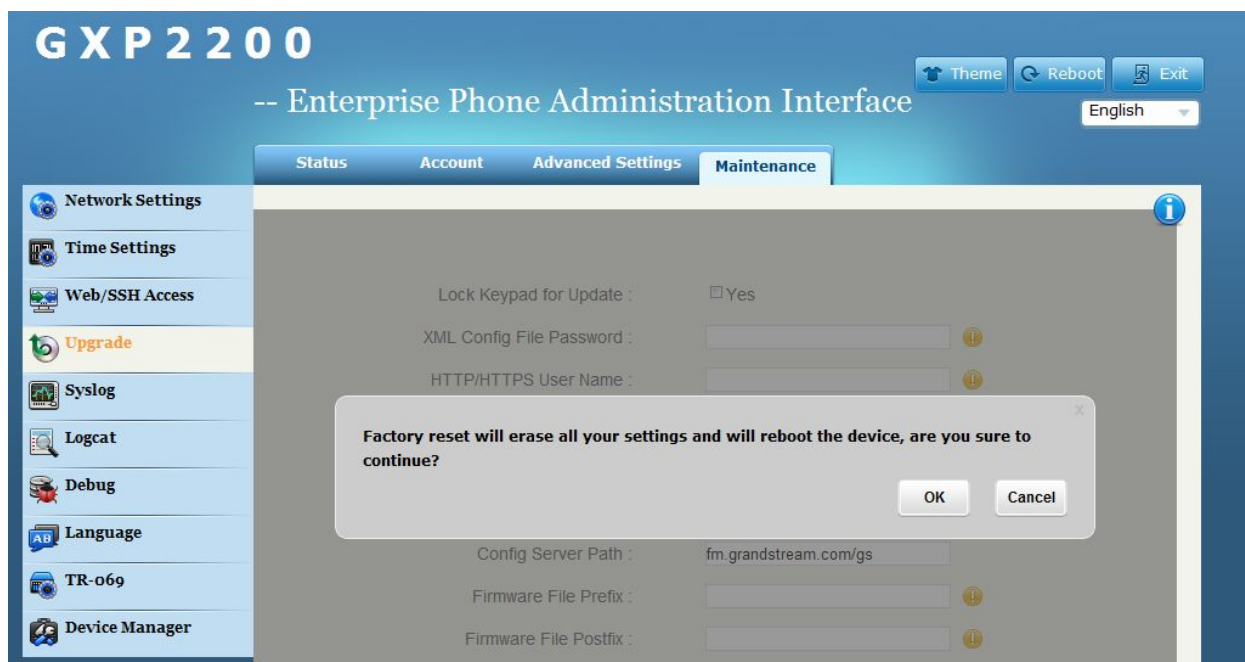 GXP2200
-- Enterprise Phone Administration Interface
Theme
Reboot
Exit
English
Status
Account
Advanced Settings
Maintenance
Network Settings
Time Settings
Web/SSH Access
Upgrade
Syslog
Logcat
Debug
Language
TR-069
Device Manager
Lock Keypad for Update :
Yes
XML Config File Password :
HTTP/HTTPS User Name :
x
Factory reset will erase all your settings and will reboot the device, are you sure to
continue?
OK
Cancel
Config Server Path :
fm.grandstream.com/gs
Firmware File Prefix :
Firmware File Postfix :